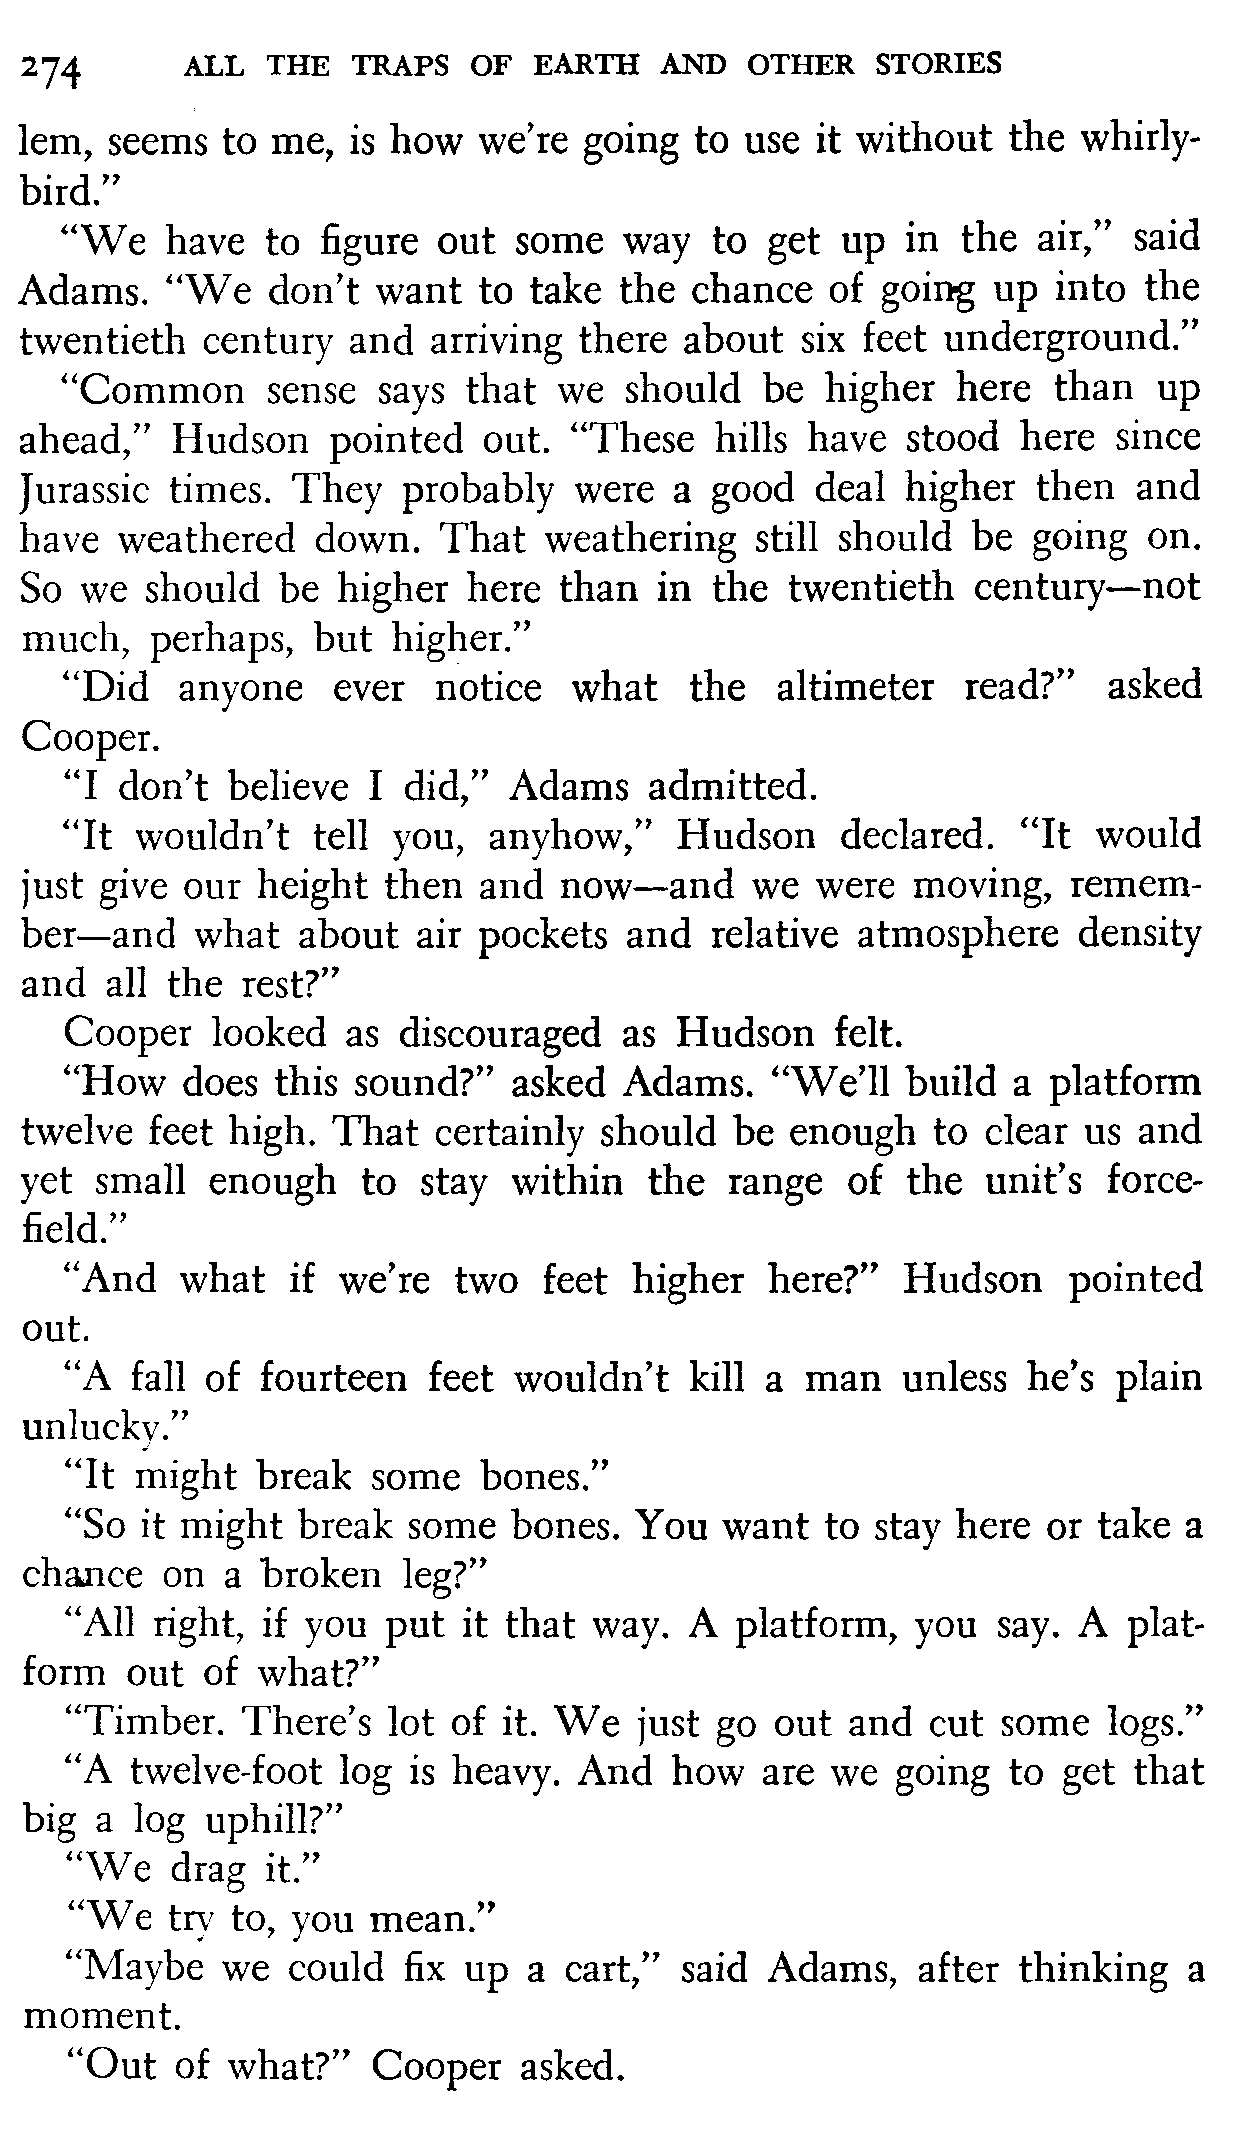 274 ALL THE TRAPS OF EARTH AND OTHER STORIES
lem, seems to me, is how we're going to use it without the whirly-
bird."
"We have to figure out some way to get up in the air," said
Adams. "We don't want to take the chance of going up into the
twentieth century and arriving there about six feet underground."
"Common sense says that we should be higher here than up
ahead," Hudson pointed out. "These hills have stood here since
Jurassic times. They probably were a good deal higher then and
have weathered down. That weathering still should be going on.
So we should be higher here than in the twentieth century—not
much, perhaps, but higher."
"Did anyone ever notice what the altimeter read?" asked
Cooper.
"I don't believe I did," Adams admitted.
"It wouldn't tell you, anyhow," Hudson declared. "It would
just give our height then and now—and we were moving, remem-
ber—and what about air pockets and relative atmosphere density
and all the rest?"
Cooper looked as discouraged as Hudson felt.
"How does this sound?" asked Adams. "We'll build a platform
twelve feet high. That certainly should be enough to clear us and
yet small enough to stay within the range of the unit's force-
field."
"And what if we're two feet higher here?" Hudson pointed
out.
"A fall of fourteen feet wouldn't kill a man unless he's plain
unlucky."
"It might break some bones."
"So it might break some bones. You want to stay here or take a
chance on a broken leg?"
"All right, if you put it that way. A platform, you say. A plat-
form out of what?"
"Timber. There's lot of it. We just go out and cut some logs."
"A twelve-foot log is heavy. And how are we going to get that
big a log uphill?"
"We drag it."
"We try to, you mean."
"Maybe we could fix up a cart," said Adams, after thinking a
moment.
"Out of what?" Cooper asked.